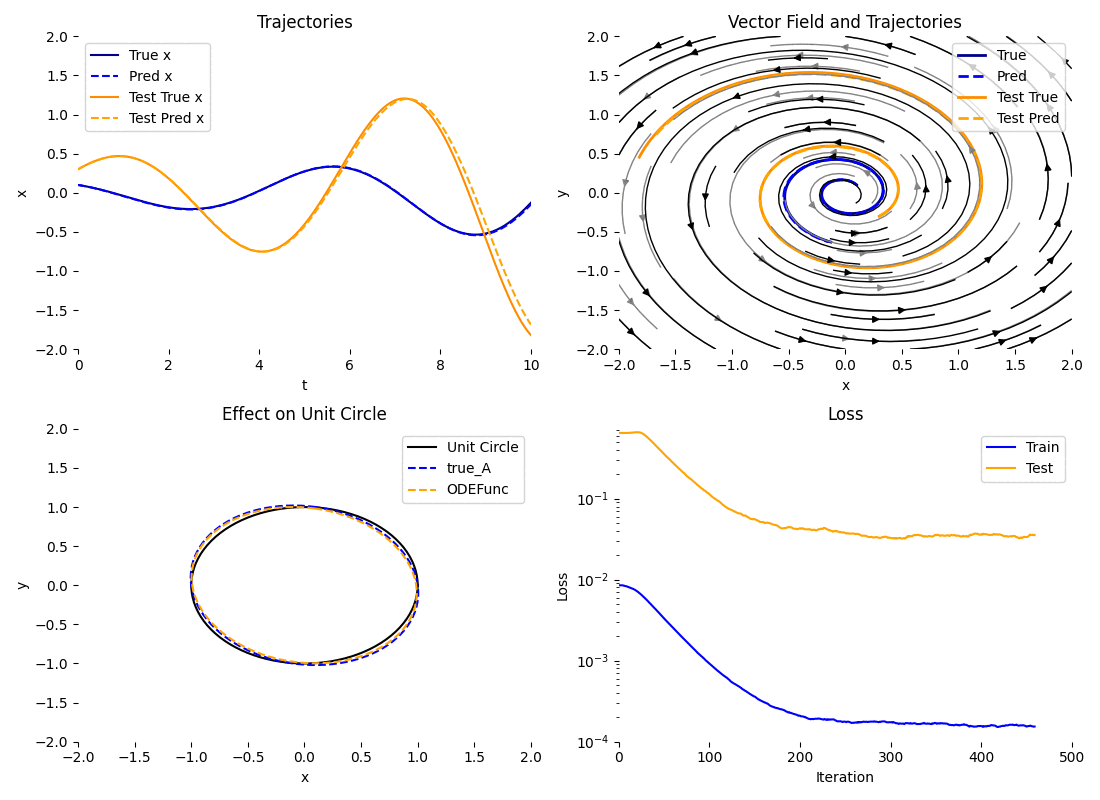 Trajectories
True x
Pred x
Test True x
Test Pred x
x
2.0
1.5
1.0
0.5
0.0
−0.5
−1.0
−1.5
−2.0
0 2 4 6 8 10
t
Vector Field and Trajectories
True
Pred
Test True
Test Pred
y
2.0
1.5
1.0
0.5
0.0
−0.5
−1.0
−1.5
−2.0
−2.0 −1.5 −1.0 −0.5 0.0 0.5 1.0 1.5 2.0
x
Effect on Unit Circle
Unit Circle
true_A
ODEFunc
y
2.0
1.5
1.0
0.5
0.0
−0.5
−1.0
−1.5
−2.0
−2.0 −1.5 −1.0 −0.5 0.0 0.5 1.0 1.5 2.0
x
Loss
Train
Test
Loss
10⁻¹
10⁻²
10⁻³
10⁻⁴
0 100 200 300 400 500
Iteration